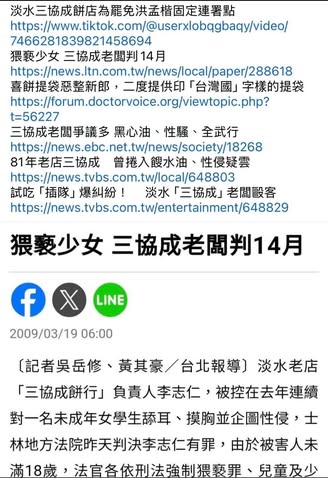 淡水三協成餅店為罷免洪孟楷固定連署點
https://www.tiktok.com/@userxlobqgbaqy/video/
7466281839821458694
猥褻少女 三協成老闆判14月
https://news.ltn.com.tw/news/local/paper/288618
喜餅提袋惡整新郎，二度提供印「台灣國」字樣的提袋
https://forum.doctorvoice.org/viewtopic.php?
t=56227
三協成老闆爭議多 黑心油、性騷、全武行
https://news.ebc.net.tw/news/society/18268
81年老店三協成　曾捲入餿水油、性侵疑雲
https://news.tvbs.com.tw/local/648803
試吃「插隊」爆糾紛！　淡水「三協成」老闆毆客
https://news.tvbs.com.tw/entertainment/648829
猥褻少女 三協成老闆判14月
LINE
2009/03/19 06:00
〔記者吳岳修、黃其豪／台北報導〕淡水老店
「三協成餅行」負責人李志仁，被控在去年連續
對一名未成年女學生舔耳、摸胸並企圖性侵，士
林地方法院昨天判決李志仁有罪，由於被害人未
滿18歲，法官各依刑法強制猥褻罪、兒童及少